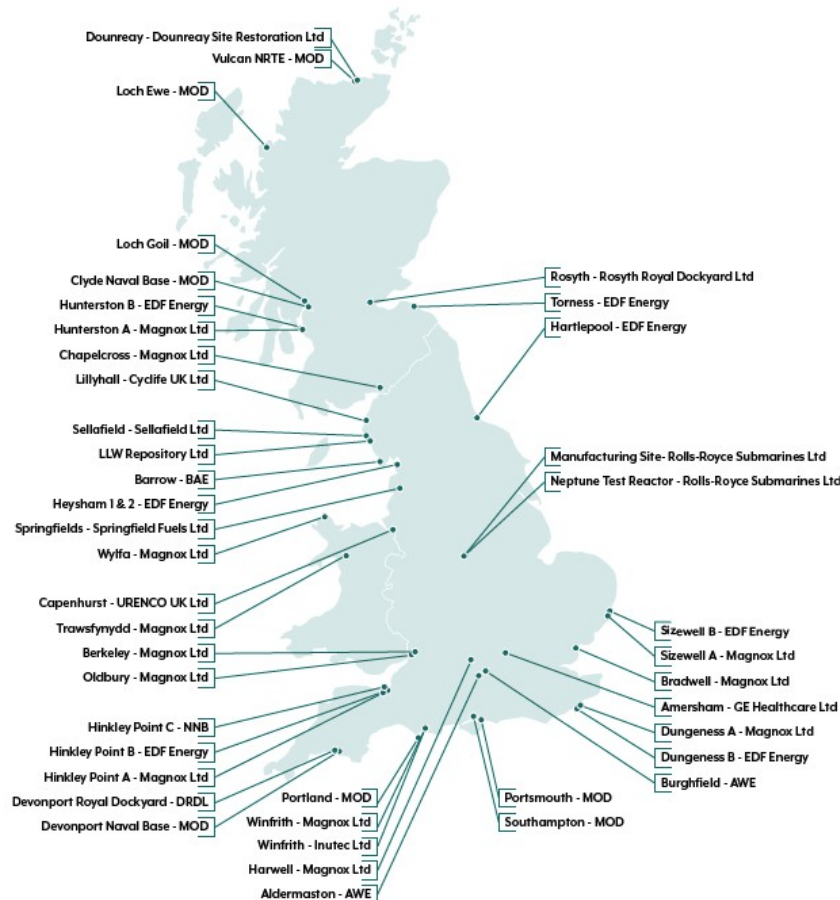 Dounreay - Dounreay Site Restoration Ltd
Vulcan NRTE - MOD
Loch Ewe - MOD
Loch Goil - MOD
Clyde Naval Base - MOD
Hunterston B - EDF Energy
Hunterston A - Magnox Ltd
Chapelcross - Magnox Ltd
Lillyhall - Cyclife UK Ltd
Sellafield - Sellafield Ltd
LLW Repository Ltd
Barrow - BAE
Heysham 1 & 2 - EDF Energy
Springfields - Springfield Fuels Ltd
Wylfa - Magnox Ltd
Capenhurst - URENCO UK Ltd
Trawsfynydd - Magnox Ltd
Berkeley - Magnox Ltd
Oldbury - Magnox Ltd
Hinkley Point C - NNB
Hinkley Point B - EDF Energy
Hinkley Point A - Magnox Ltd
Devonport Royal Dockyard - DRDL
Devonport Naval Base - MOD
Portland - MOD
Winfrith - Magnox Ltd
Winfrith - Inutec Ltd
Harwell - Magnox Ltd
Aldermaston - AWE
Rosyth - Rosyth Royal Dockyard Ltd
Torness - EDF Energy
Hartlepool - EDF Energy
Manufacturing Site- Rolls-Royce Submarines Ltd
Neptune Test Reactor - Rolls-Royce Submarines Ltd
Sizewell B - EDF Energy
Sizewell A - Magnox Ltd
Bradwell - Magnox Ltd
Amersham - GE Healthcare Ltd
Dungeness A - Magnox Ltd
Dungeness B - EDF Energy
Burghfield - AWE
Portsmouth - MOD
Southampton - MOD